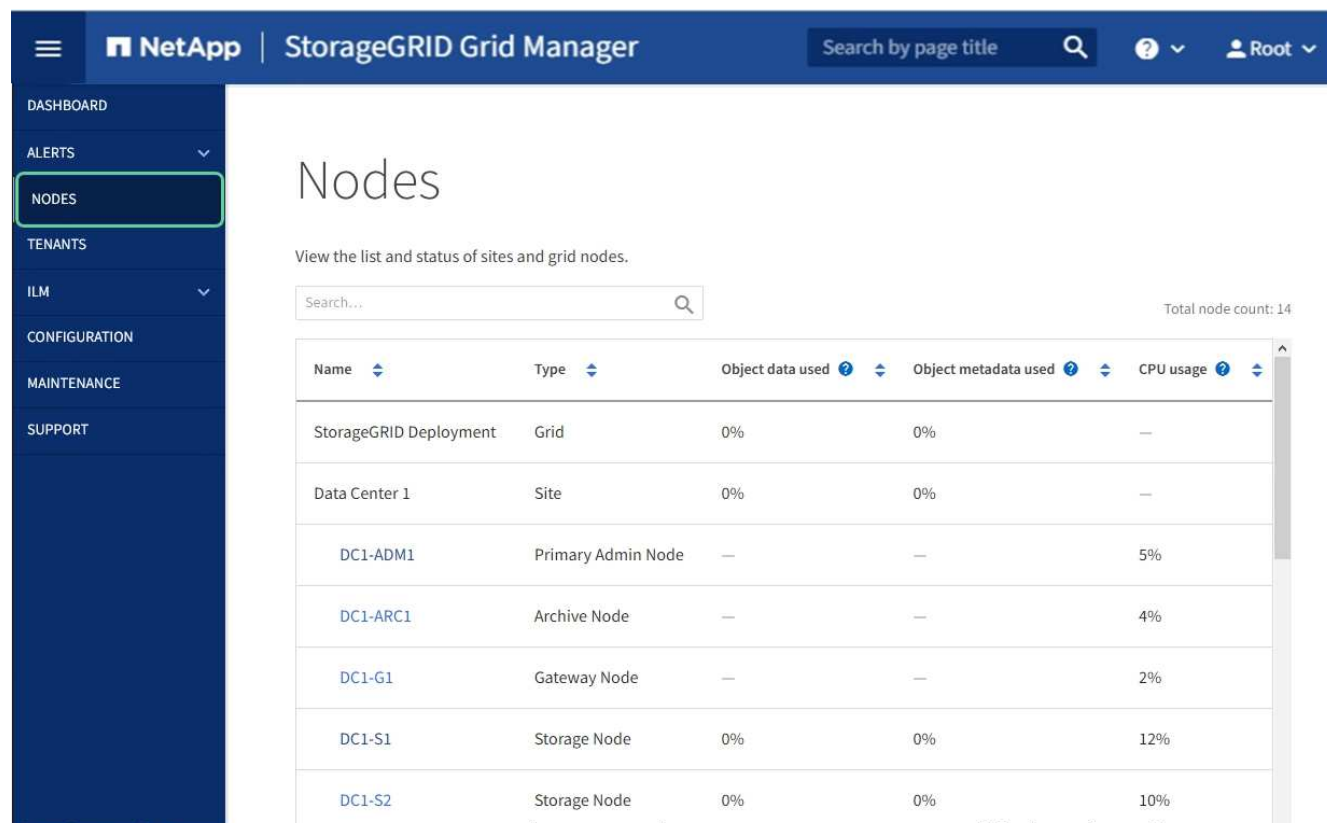 NetApp | StorageGRID Grid Manager Search by page title ? Root
DASHBOARD
ALERTS
NODES
TENANTS
ILM
CONFIGURATION
MAINTENANCE
SUPPORT
Nodes
View the list and status of sites and grid nodes.
Search...
Total node count: 14
Name Type Object data used ? Object metadata used ? CPU usage ?
StorageGRID Deployment Grid 0% 0% —
Data Center 1 Site 0% 0% —
DC1-ADM1 Primary Admin Node — — 5%
DC1-ARC1 Archive Node — — 4%
DC1-G1 Gateway Node — — 2%
DC1-S1 Storage Node 0% 0% 12%
DC1-S2 Storage Node 0% 0% 10%